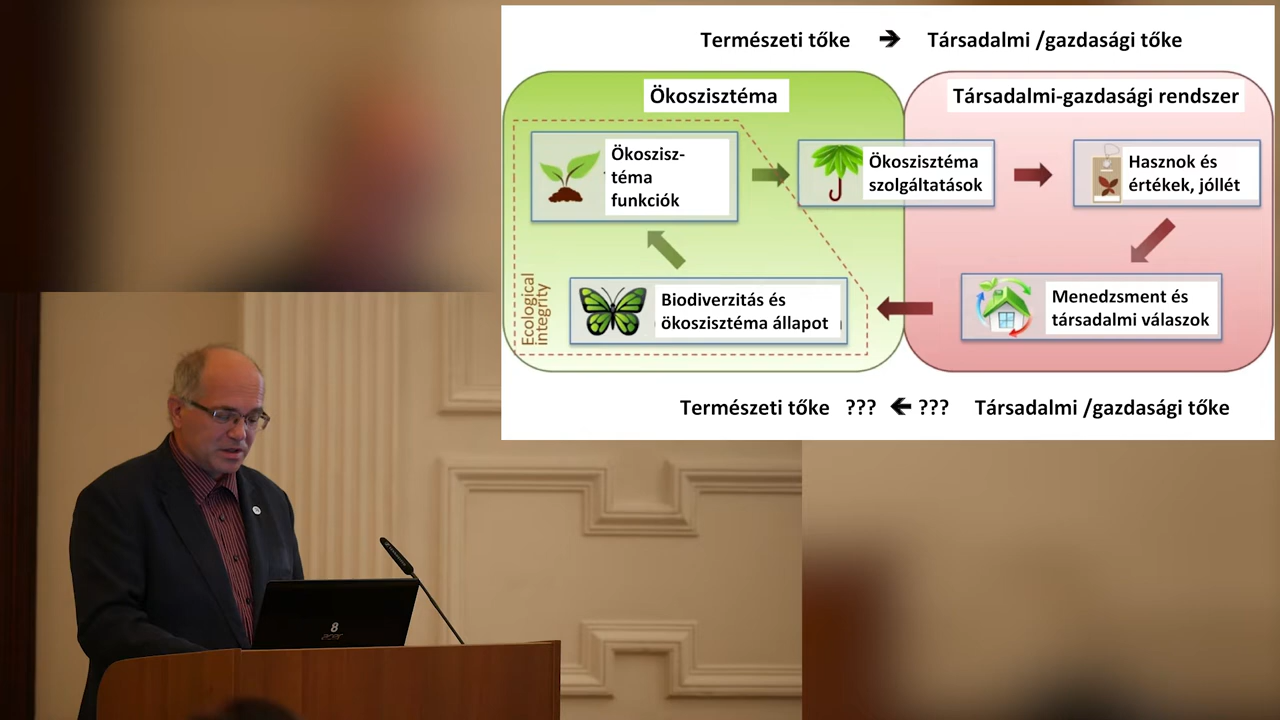 Természeti tőke → Társadalmi /gazdasági tőke
Ökoszisztéma
Társadalmi-gazdasági rendszer
Ökoszisz-
téma
funkciók
Ökoszisztéma
szolgáltatások
Hasznok és
értékek, jóllét
Ecological
integrity
Biodiverzitás és
ökoszisztéma állapot
Menedzsment és
társadalmi válaszok
Természeti tőke ??? ← ??? Társadalmi /gazdasági tőke
8